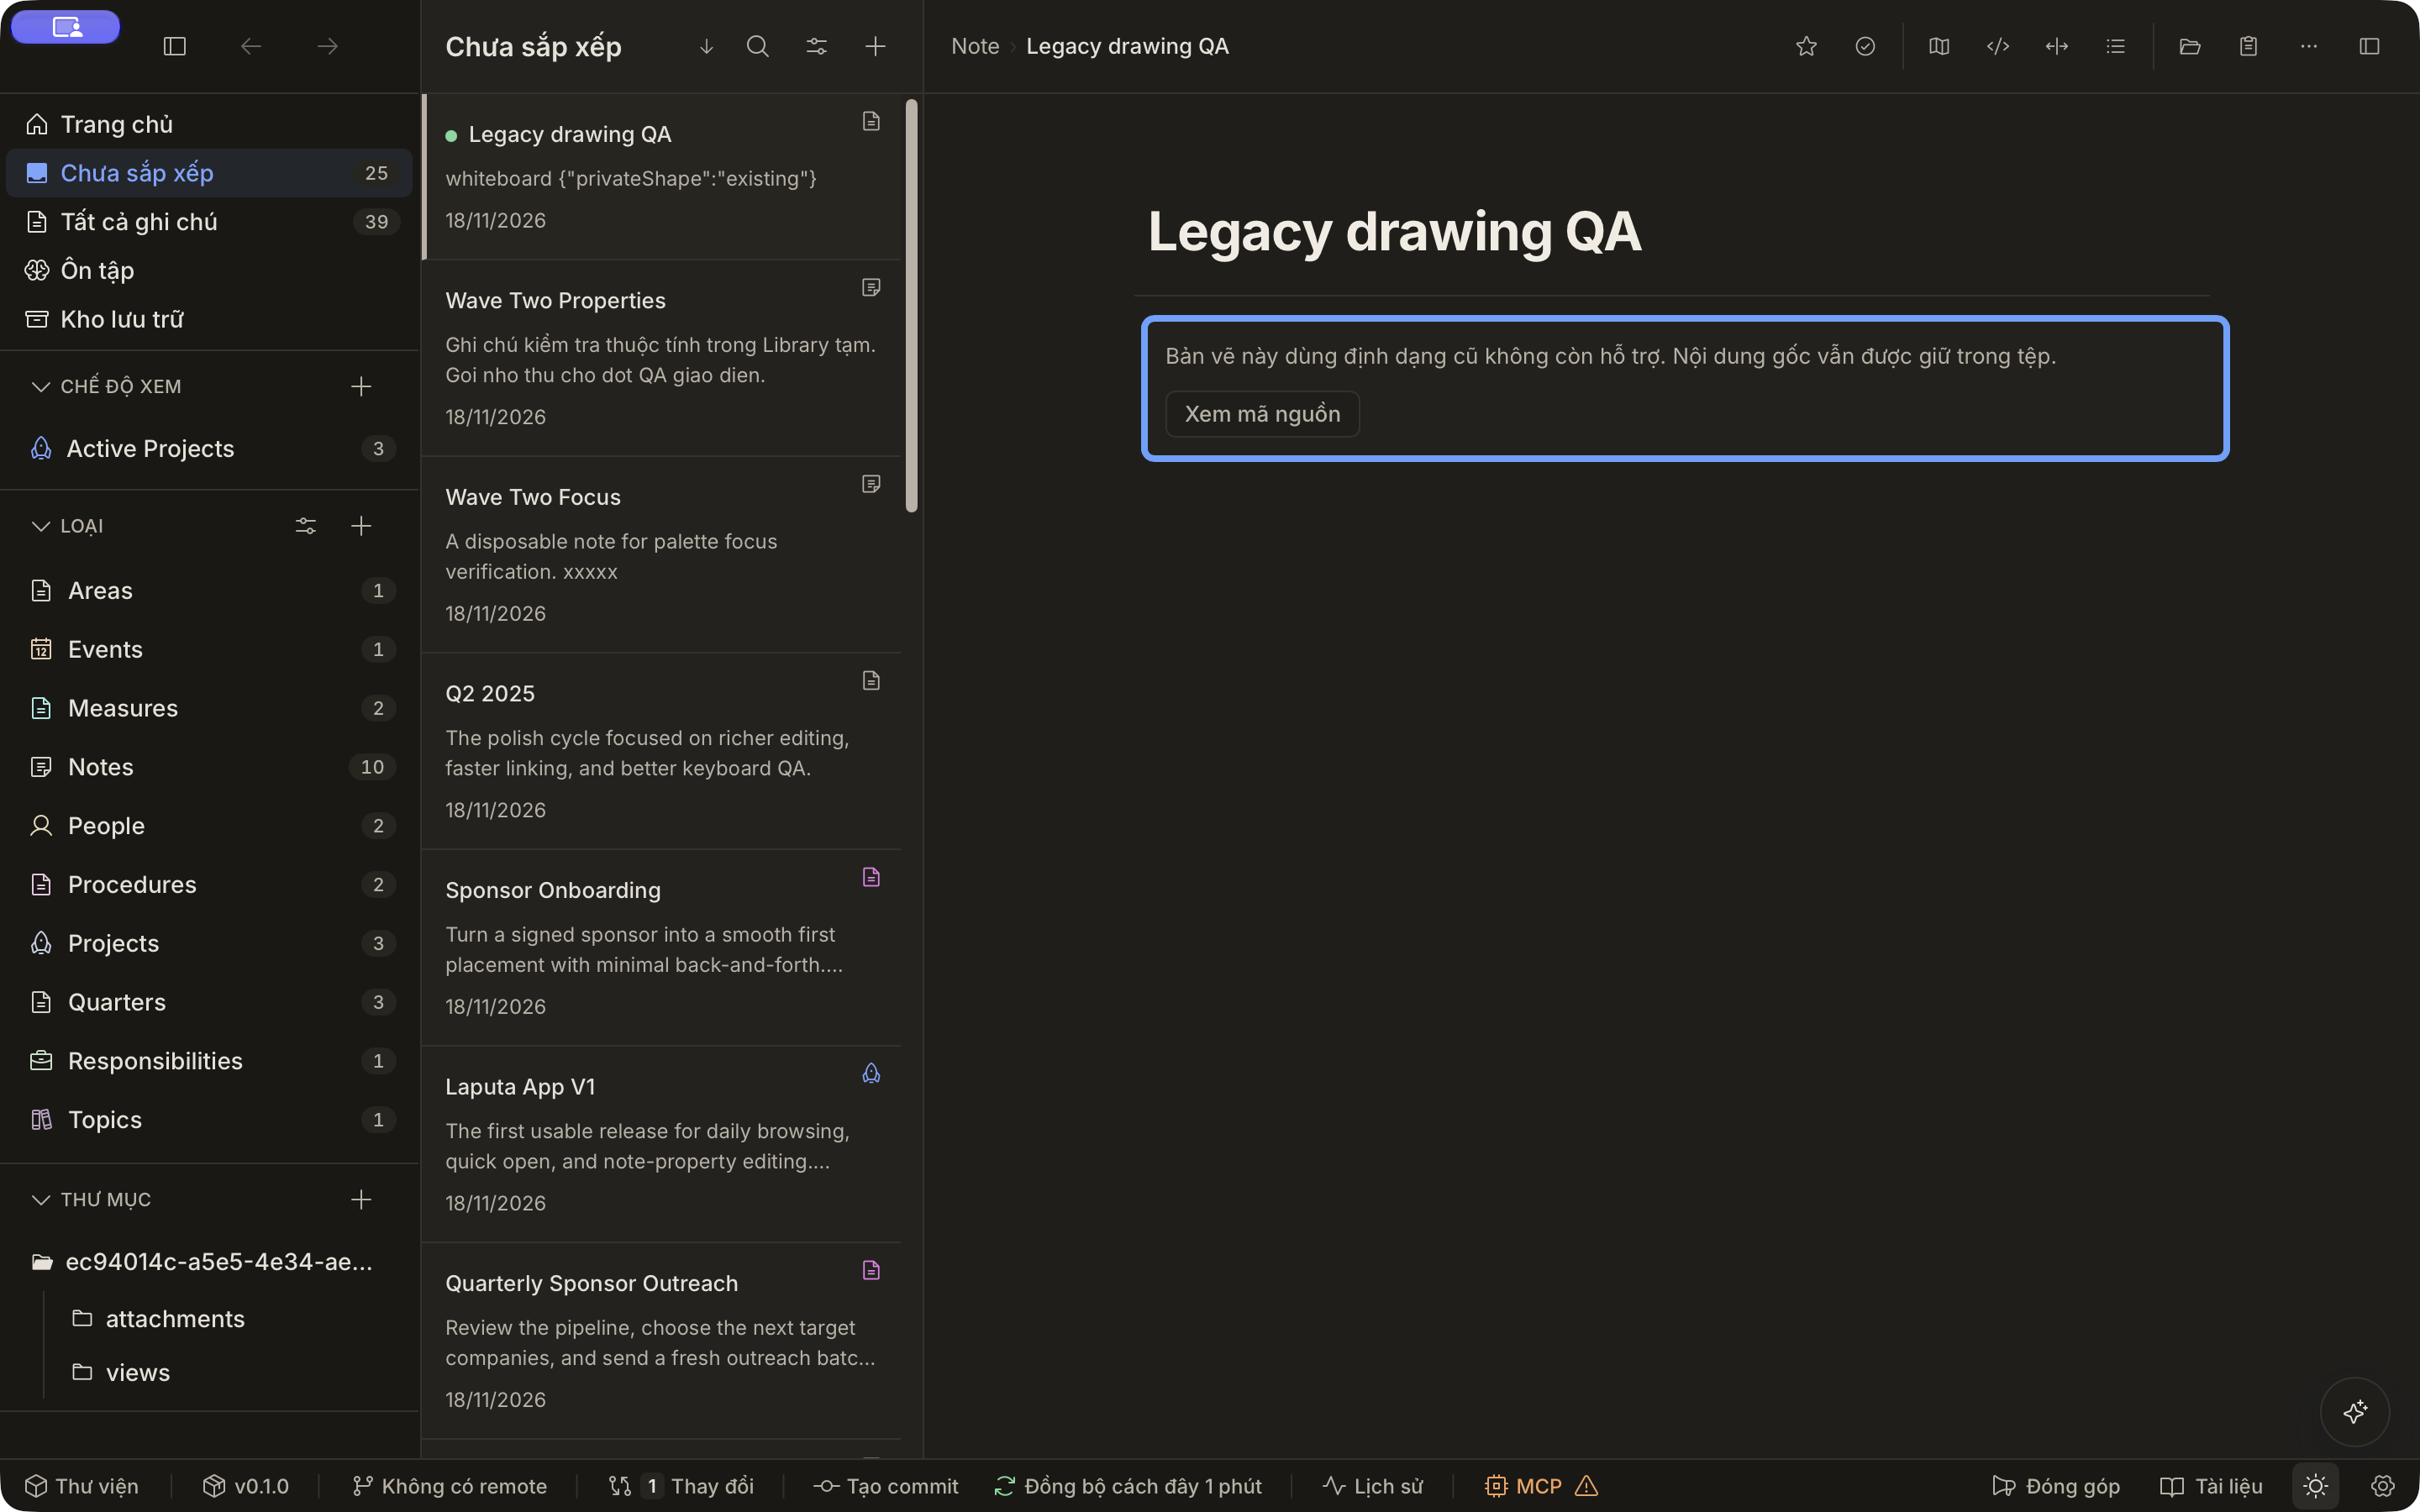 Trang chủ
Chưa sắp xếp 25
Tất cả ghi chú 39
Ôn tập
Kho lưu trữ
CHẾ ĐỘ XEM
Active Projects 3
LOẠI
Areas 1
12 Events 1
Measures 2
Notes 10
People 2
Procedures 2
Projects 3
Quarters 3
Responsibilities 1
Topics 1
THƯ MỤC
ec94014c-a5e5-4e34-ae...
attachments
views
Chưa sắp xếp
Legacy drawing QA
whiteboard {"privateShape":"existing"}
18/11/2026
Wave Two Properties
Ghi chú kiểm tra thuộc tính trong Library tạm.
Goi nho thu cho dot QA giao dien.
18/11/2026
Wave Two Focus
A disposable note for palette focus
verification. xxxxx
18/11/2026
Q2 2025
The polish cycle focused on richer editing,
faster linking, and better keyboard QA.
18/11/2026
Sponsor Onboarding
Turn a signed sponsor into a smooth first
placement with minimal back-and-forth....
18/11/2026
Laputa App V1
The first usable release for daily browsing,
quick open, and note-property editing....
18/11/2026
Quarterly Sponsor Outreach
Review the pipeline, choose the next target
companies, and send a fresh outreach batc...
18/11/2026
Note › Legacy drawing QA
Legacy drawing QA
Bản vẽ này dùng định dạng cũ không còn hỗ trợ. Nội dung gốc vẫn được giữ trong tệp.
Xem mã nguồn
Thư viện v0.1.0 Không có remote 1 Thay đổi Tạo commit Đồng bộ cách đây 1 phút Lịch sử MCP Đóng góp Tài liệu